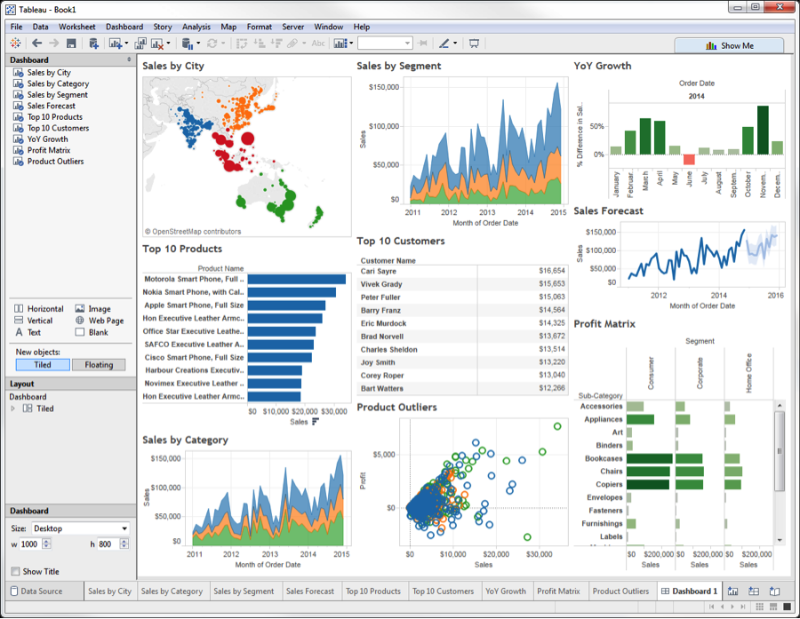 Tableau - Book1
File Data Worksheet Dashboard Story Analysis Map Format Server Window Help
Abc
Show Me
Dashboard
Sales by City
Sales by Category
Sales by Segment
Sales Forecast
Top 10 Products
Top 10 Customers
YoY Growth
Profit Matrix
Product Outliers
Horizontal Image
Vertical Web Page
A Text Blank
New objects:
Tiled Floating
Layout
Dashboard
Tiled
Dashboard
Size: Desktop
w 1000 h 800
Show Title
Sales by City
© OpenStreetMap contributors
Top 10 Products
Product Name
Motorola Smart Phone, Full ..
Nokia Smart Phone, with Cal..
Apple Smart Phone, Full Size
Hon Executive Leather Armc..
Office Star Executive Leathe..
SAFCO Executive Leather A..
Cisco Smart Phone, Full Size
Harbour Creations Executiv..
Novimex Executive Leather..
Hon Executive Leather Armc..
$0 $10,000 $20,000 $30,000
Sales
Sales by Category
Sales
$150,000
$100,000
$50,000
$0
2011 2012 2013 2014 2015
Month of Order Date
Sales by Segment
Sales
$150,000
$100,000
$50,000
$0
2011 2012 2013 2014 2015
Month of Order Date
Top 10 Customers
Customer Name
Cari Sayre $16,654
Vivek Grady $15,653
Peter Fuller $15,063
Barry Franz $14,564
Eric Murdock $14,325
Brad Norvell $13,672
Charles Sheldon $13,514
Joy Smith $13,220
Corey Roper $13,040
Bart Watters $12,266
Product Outliers
Profit
$5,000
$0
$0 $10,000 $20,000 $30,000
Sales
YoY Growth
Order Date
2014
% Difference in Sal..
50%
0%
January
Februar..
March
April
May
June
July
August
Septem..
October
Novem..
Decem..
Sales Forecast
Sales
$150,000
$100,000
$50,000
$0
2012 2014 2016
Month of Order Date
Profit Matrix
Segment
Consumer
Corporate
Home Office
Sub-Category
Accessories
Appliances
Art
Binders
Bookcases
Chairs
Copiers
Envelopes
Fasteners
Furnishings
Labels
$0 $200,000 $0 $200,000 $0 $200,000
Sales Sales Sales
Data Source Sales by City Sales by Category Sales by Segment Sales Forecast Top 10 Products Top 10 Customers YoY Growth Profit Matrix Product Outliers Dashboard 1